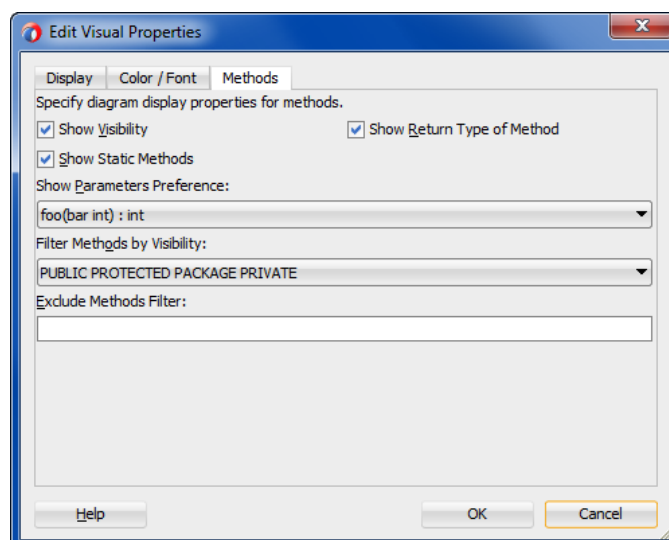 Edit Visual Properties
Display Color / Font Methods
Specify diagram display properties for methods.
Show Visibility Show Return Type of Method
Show Static Methods
Show Parameters Preference:
foo(bar int) : int
Filter Methods by Visibility:
PUBLIC PROTECTED PACKAGE PRIVATE
Exclude Methods Filter:
Help OK Cancel